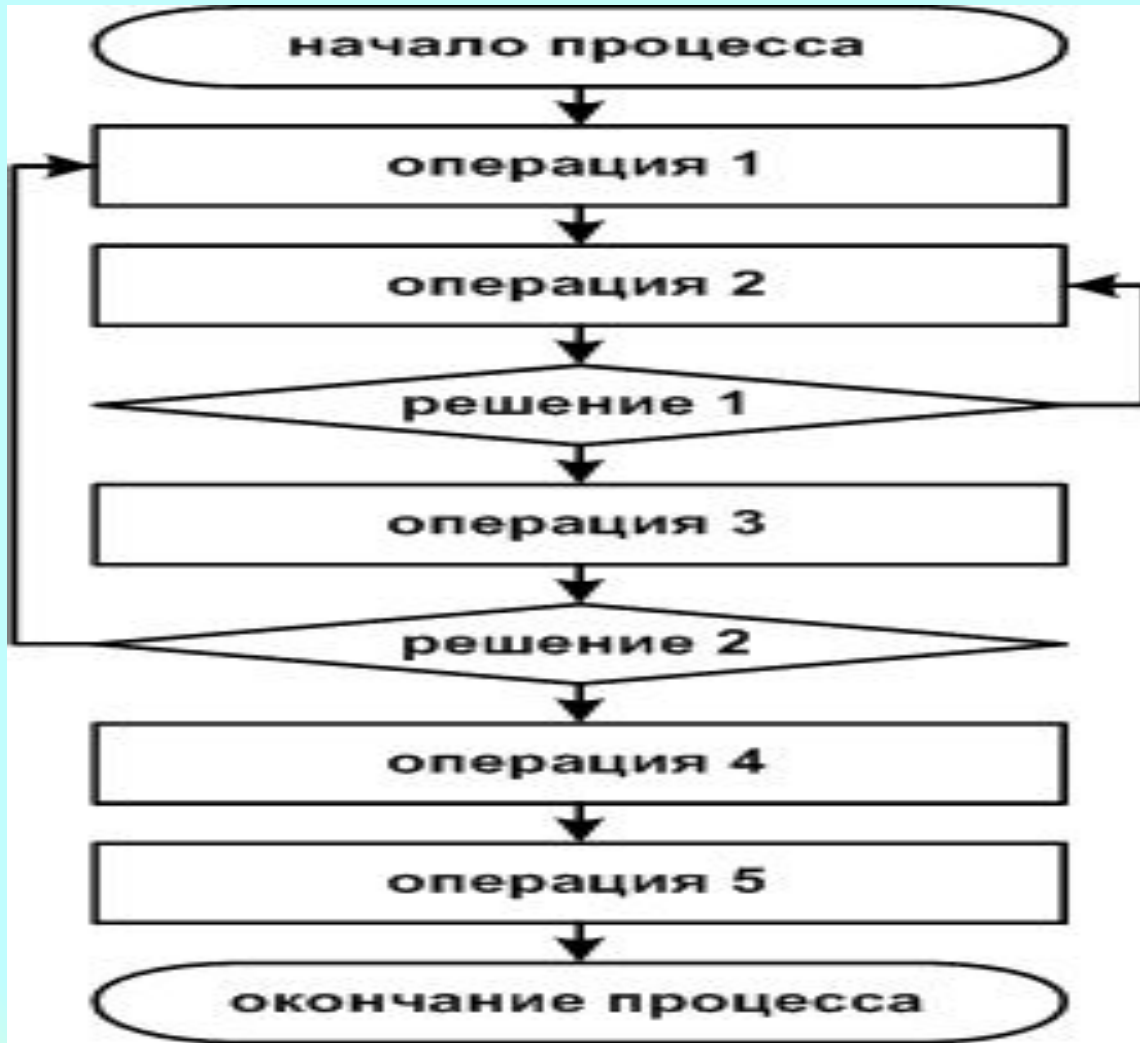 начало процесса
операция 1
операция 2
решение 1
операция 3
решение 2
операция 4
операция 5
окончание процесса